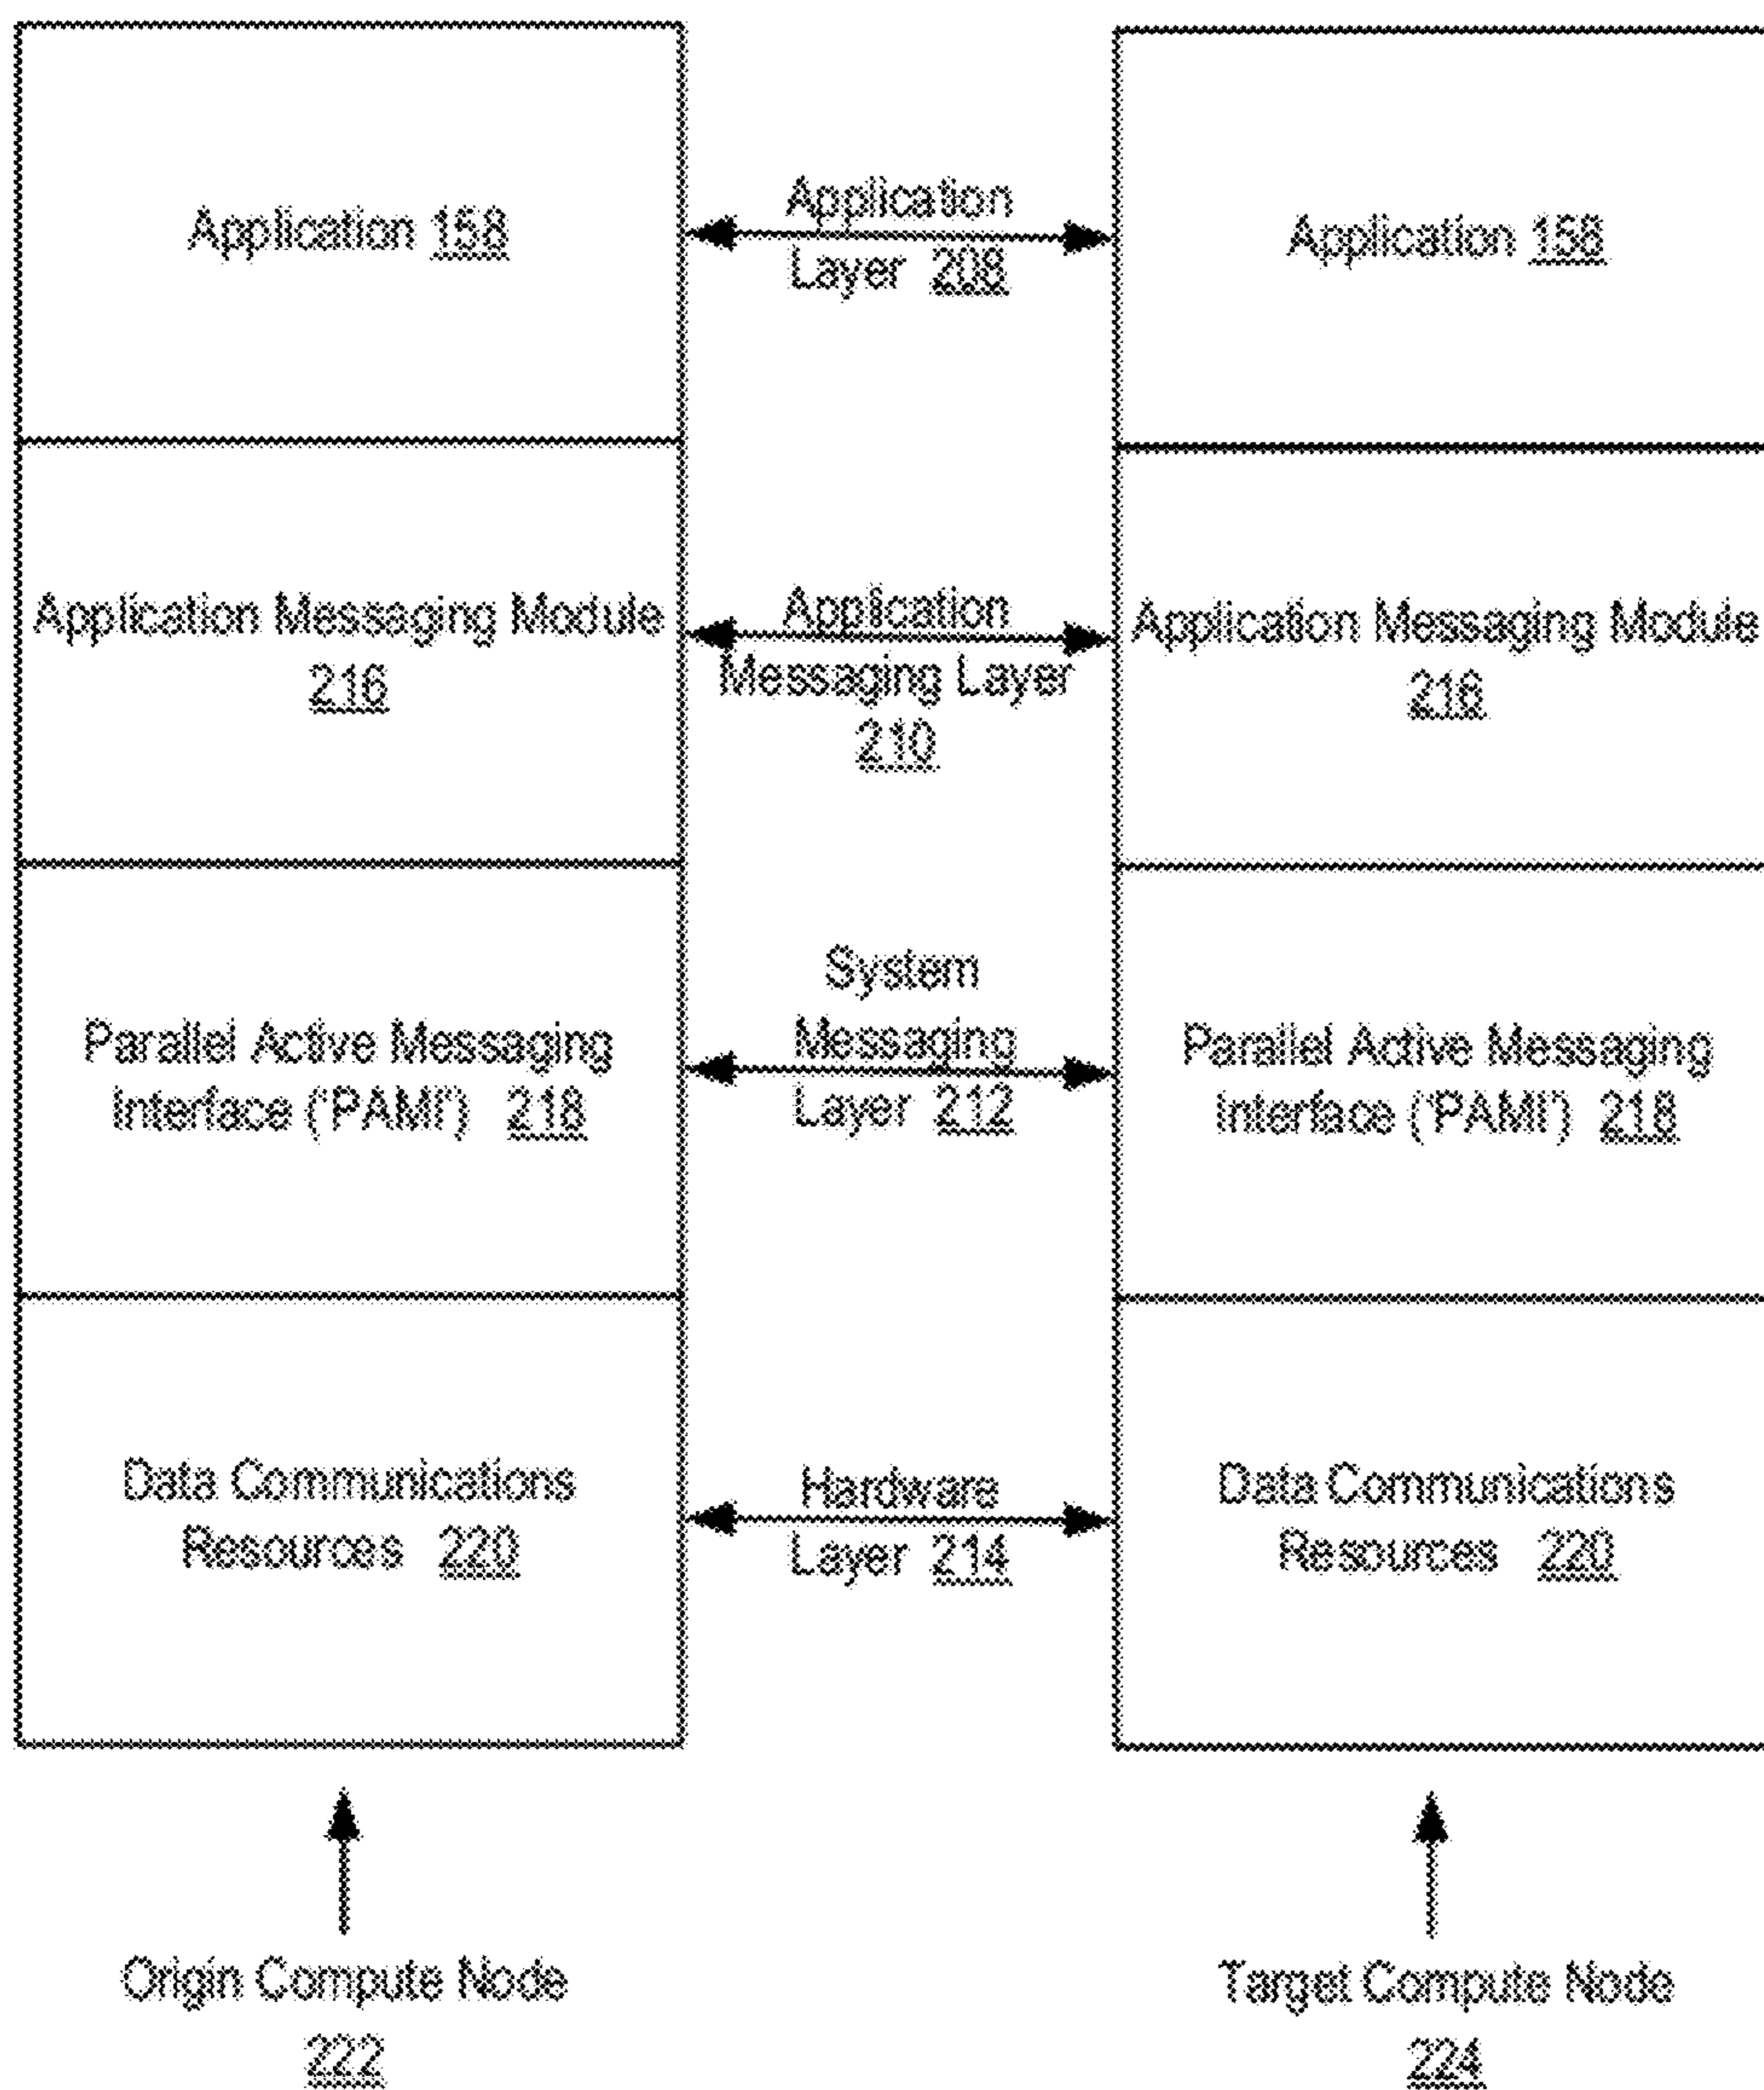 Application 158
Application
Layer 208
Application 158
Application Messaging Module
216
Application
Messaging Layer
210
Application Messaging Module
216
Parallel Active Messaging
Interface ('PAMI') 218
System
Messaging
Layer 212
Parallel Active Messaging
Interface ('PAMI') 218
Data Communications
Resources 220
Hardware
Layer 214
Data Communications
Resources 220
Origin Compute Node
222
Target Compute Node
224